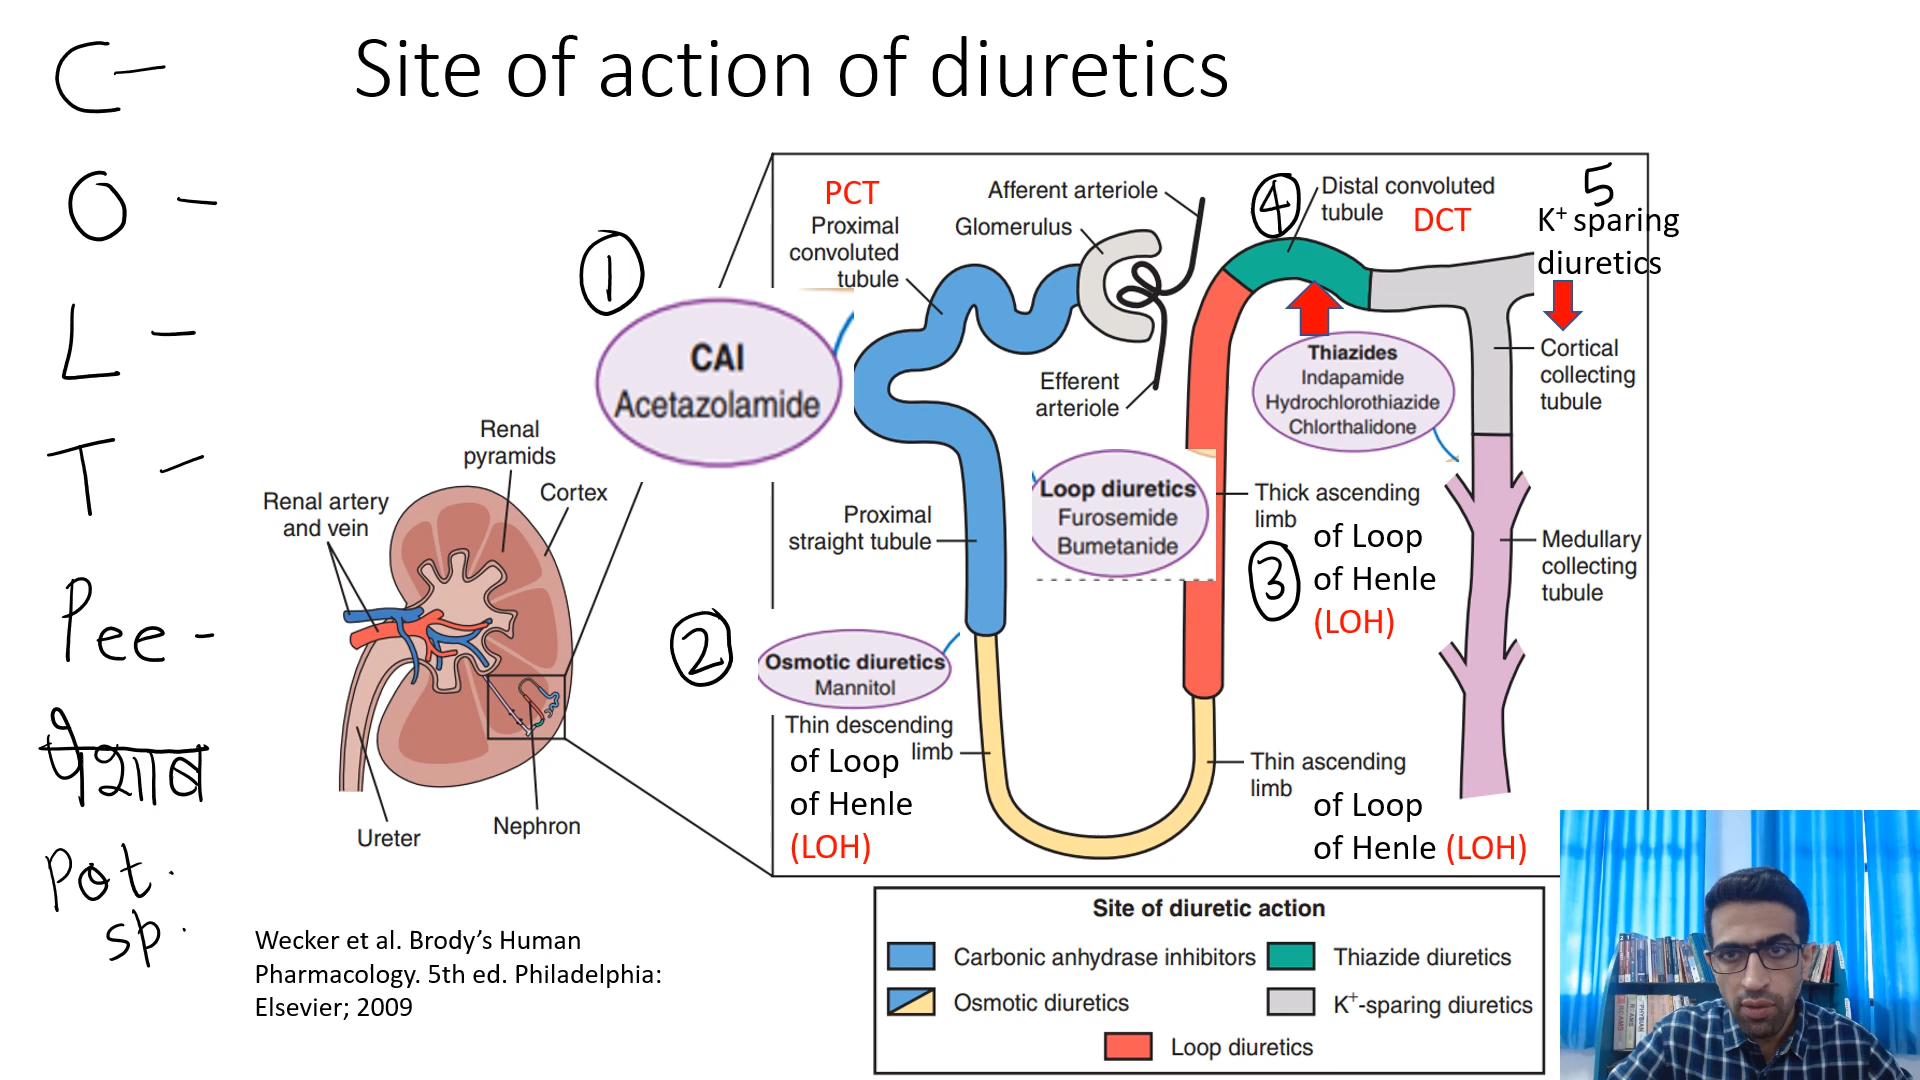 Site of action of diuretics
C -
O -
L -
T -
Pee -
पेशाब
Pot.
sp.
1
2
3
4
5
PCT
Proximal
convoluted
tubule
Afferent arteriole
Glomerulus
Efferent
arteriole
Distal convoluted
tubule DCT
K+ sparing
diuretics
CAI
Acetazolamide
Thiazides
Indapamide
Hydrochlorothiazide
Chlorthalidone
Cortical
collecting
tubule
Loop diuretics
Furosemide
Bumetanide
Thick ascending
limb
of Loop
of Henle
(LOH)
Proximal
straight tubule
Medullary
collecting
tubule
Osmotic diuretics
Mannitol
Thin descending
limb
of Loop
of Henle
(LOH)
Thin ascending
limb
of Loop
of Henle (LOH)
Renal
pyramids
Cortex
Renal artery
and vein
Ureter
Nephron
Wecker et al. Brody’s Human
Pharmacology. 5th ed. Philadelphia:
Elsevier; 2009
Site of diuretic action
Carbonic anhydrase inhibitors
Thiazide diuretics
Osmotic diuretics
K+-sparing diuretics
Loop diuretics